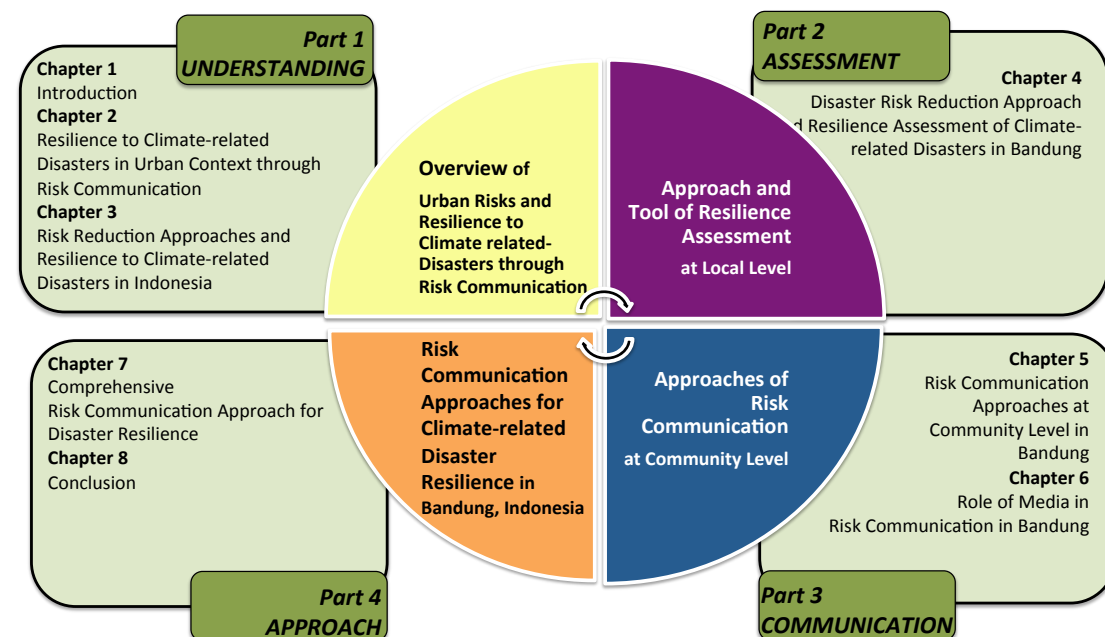 Part 1
UNDERSTANDING
Chapter 1
Introduction
Chapter 2
Resilience to Climate-related
Disasters in Urban Context through
Risk Communication
Chapter 3
Risk Reduction Approaches and
Resilience to Climate-related
Disasters in Indonesia
Overview of
Urban Risks and
Resilience to
Climate related-
Disasters through
Risk Communication
Part 2
ASSESSMENT
Chapter 4
Disaster Risk Reduction Approach
Resilience Assessment of Climate-
related Disasters in Bandung
Approach and
Tool of Resilience
Assessment
at Local Level
Chapter 7
Comprehensive
Risk Communication Approach for
Disaster Resilience
Chapter 8
Conclusion
Part 4
APPROACH
Risk
Communication
Approaches for
Climate-related
Disaster
Resilience in
Bandung, Indonesia
Approaches of
Risk
Communication
at Community Level
Chapter 5
Risk Communication
Approaches at
Community Level in
Bandung
Chapter 6
Role of Media in
Risk Communication in Bandung
Part 3
COMMUNICATION